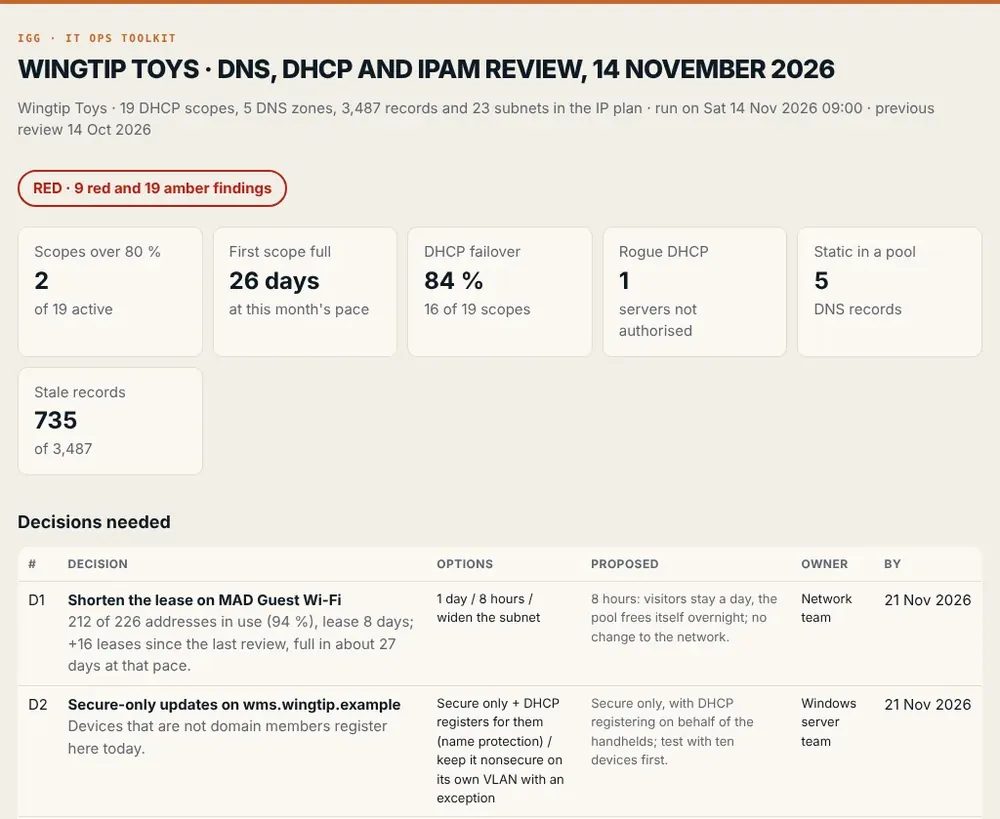 IGG · IT OPS TOOLKIT
WINGTIP TOYS · DNS, DHCP AND IPAM REVIEW, 14 NOVEMBER 2026
Wingtip Toys · 19 DHCP scopes, 5 DNS zones, 3,487 records and 23 subnets in the IP plan · run on Sat 14 Nov 2026 09:00 · previous
review 14 Oct 2026
RED · 9 red and 19 amber findings
Scopes over 80 %
2
of 19 active
First scope full
26 days
at this month's pace
DHCP failover
84 %
16 of 19 scopes
Rogue DHCP
1
servers not
authorised
Static in a pool
5
DNS records
Stale records
735
of 3,487
Decisions needed
# DECISION OPTIONS PROPOSED OWNER BY
D1
Shorten the lease on MAD Guest Wi-Fi
212 of 226 addresses in use (94 %), lease 8 days;
+16 leases since the last review, full in about 27
days at that pace.
1 day / 8 hours /
widen the subnet
8 hours: visitors stay a day, the
pool frees itself overnight; no
change to the network.
Network
team
21 Nov 2026
D2
Secure-only updates on wms.wingtip.example
Devices that are not domain members register
here today.
Secure only + DHCP
registers for them
(name protection) /
keep it nonsecure on
its own VLAN with an
exception
Secure only, with DHCP
registering on behalf of the
handhelds; test with ten
devices first.
Windows
server
team
21 Nov 2026